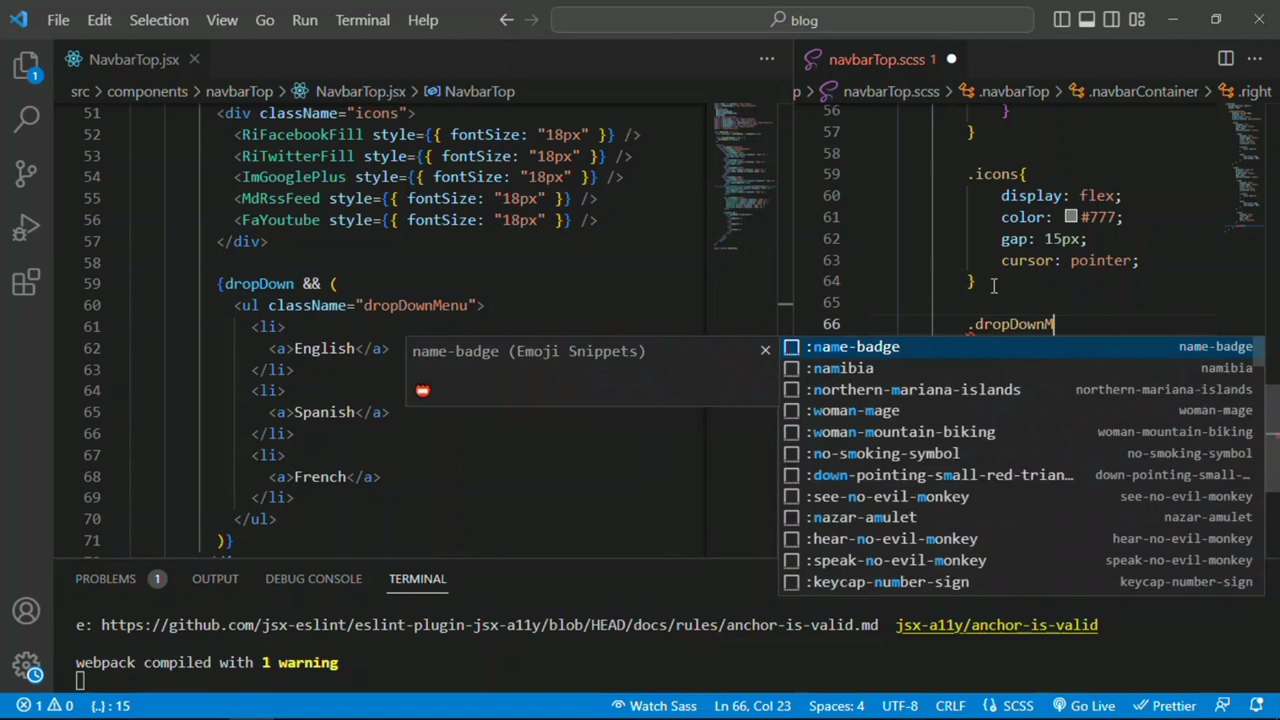 File Edit Selection View Go Run Terminal Help
blog
NavbarTop.jsx
navbarTop.scss 1
src > components > navbarTop > NavbarTop.jsx > NavbarTop
p > navbarTop.scss > .navbarTop > .navbarContainer > .right
51 <div className="icons">
52 <RiFacebookFill style={{ fontSize: "18px" }} />
53 <RiTwitterFill style={{ fontSize: "18px" }} />
54 <ImGooglePlus style={{ fontSize: "18px" }} />
55 <MdRssFeed style={{ fontSize: "18px" }} />
56 <FaYoutube style={{ fontSize: "18px" }} />
57 </div>
58
59 {dropDown && (
60 <ul className="dropDownMenu">
61 <li>
62 <a>English</a>
63 </li>
64 <li>
65 <a>Spanish</a>
66 </li>
67 <li>
68 <a>French</a>
69 </li>
70 </ul>
71 )}
56 }
57 }
58
59 .icons{
60 display: flex;
61 color: #777;
62 gap: 15px;
63 cursor: pointer;
64 }
65
66 .dropDownM
name-badge (Emoji Snippets)
:name-badge name-badge
:namibia namibia
:northern-mariana-islands northern-mariana-islands
:woman-mage woman-mage
:woman-mountain-biking woman-mountain-biking
:no-smoking-symbol no-smoking-symbol
:down-pointing-small-red-trian... down-pointing-small-...
:see-no-evil-monkey see-no-evil-monkey
:nazar-amulet nazar-amulet
:hear-no-evil-monkey hear-no-evil-monkey
:speak-no-evil-monkey speak-no-evil-monkey
:keycap-number-sign keycap-number-sign
PROBLEMS 1 OUTPUT DEBUG CONSOLE TERMINAL
e: https://github.com/jsx-eslint/eslint-plugin-jsx-a11y/blob/HEAD/docs/rules/anchor-is-valid.md jsx-a11y/anchor-is-valid
webpack compiled with 1 warning
1 0 {..} : 15 Watch Sass Ln 66, Col 23 Spaces: 4 UTF-8 CRLF SCSS Go Live Prettier